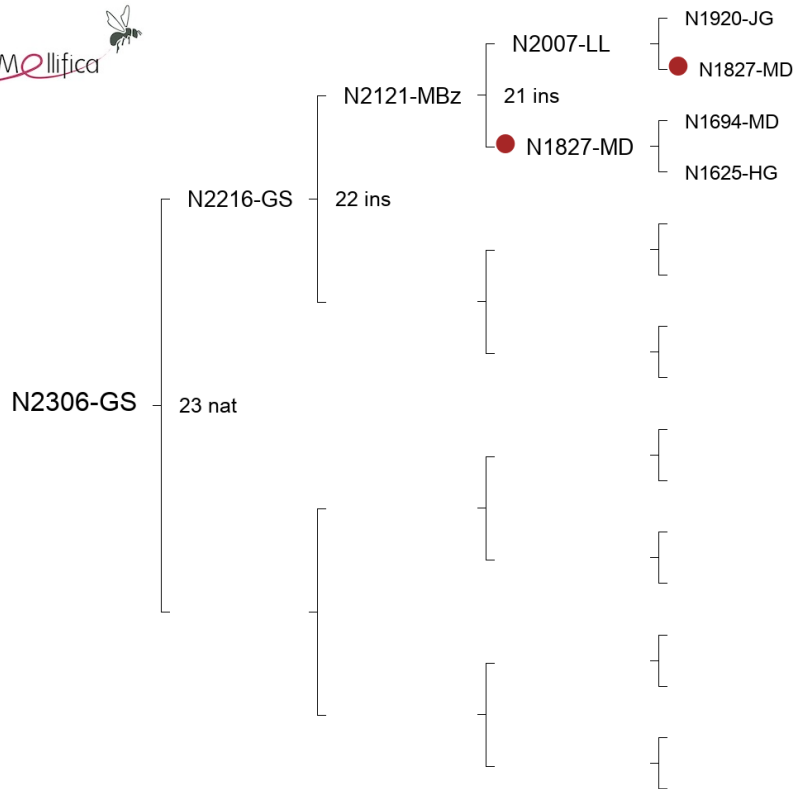 Mellifica
N1920-JG
N2007-LL
N1827-MD
N2121-MBz
21 ins
N1694-MD
N1827-MD
N1625-HG
N2216-GS
22 ins
N2306-GS
23 nat